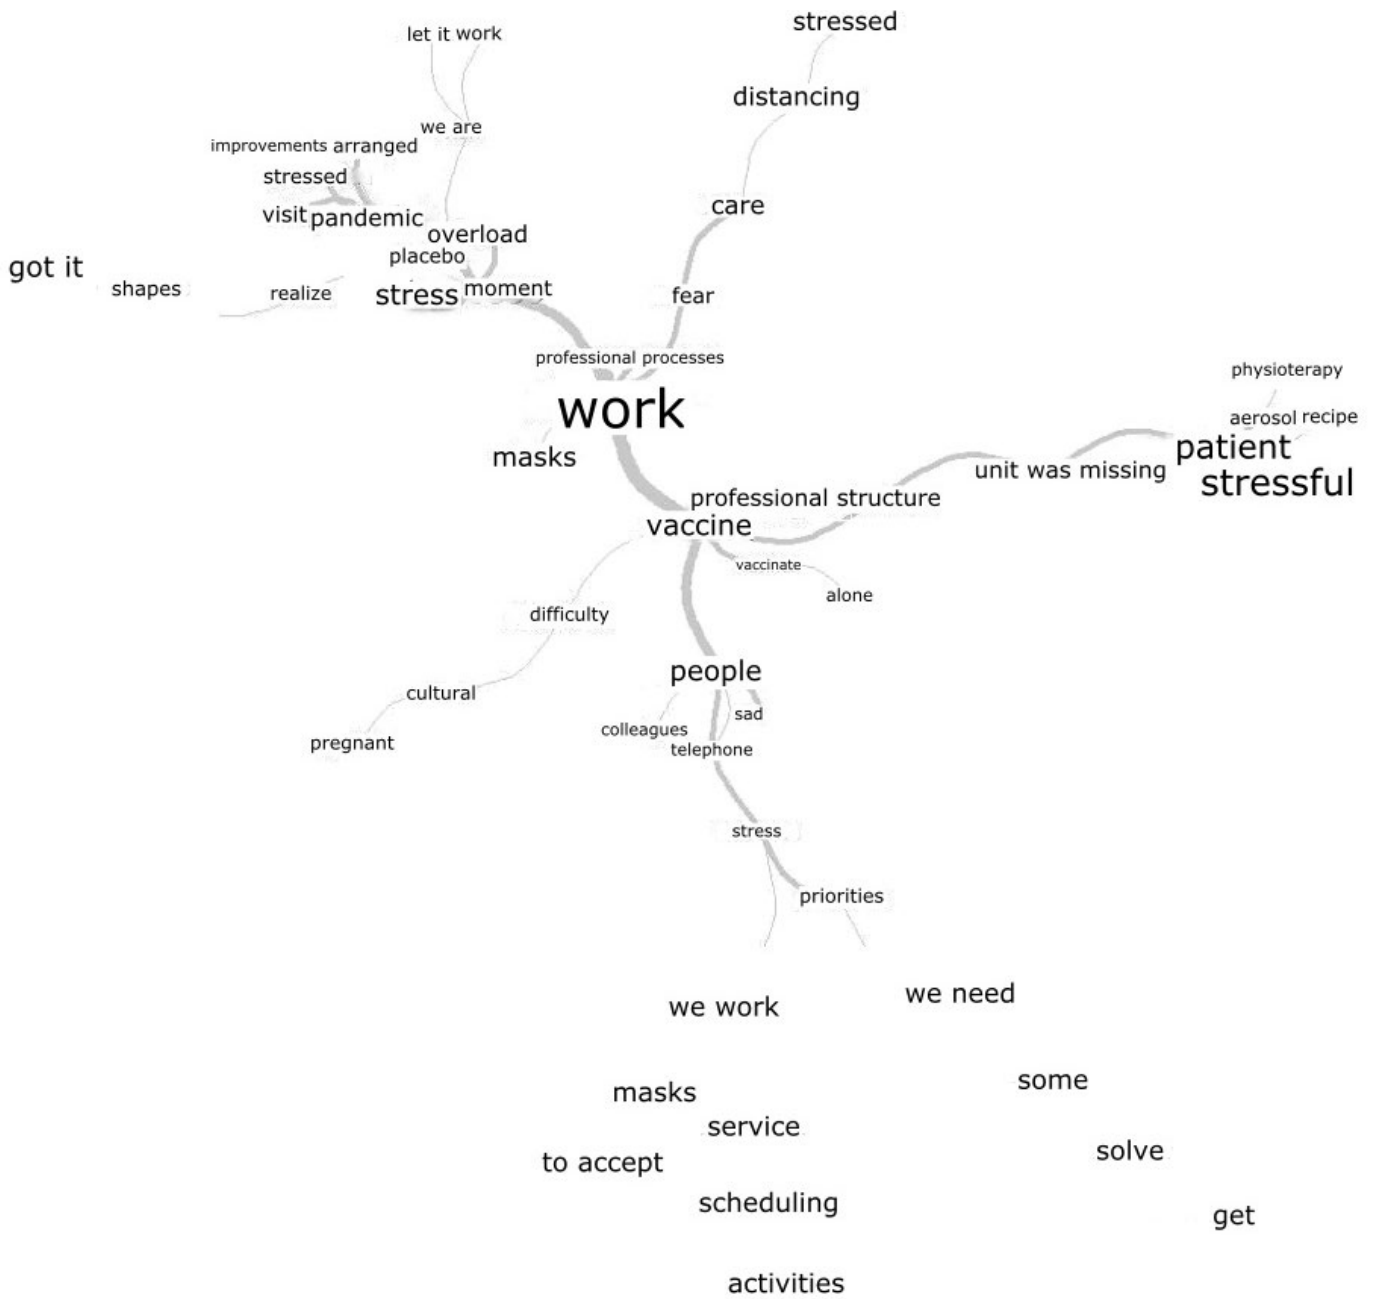 stressed
let it work
distancing
we are
improvements arranged
stressed
care
visit pandemic
overload
placebo
got it
shapes
realize
stress moment
fear
professional processes
physioterapy
work
aerosol recipe
patient
masks
unit was missing
stressful
professional structure
vaccine
vaccinate
alone
difficulty
people
cultural
sad
colleagues
pregnant
telephone
stress
priorities
we need
we work
some
masks
service
solve
to accept
scheduling
get
activities